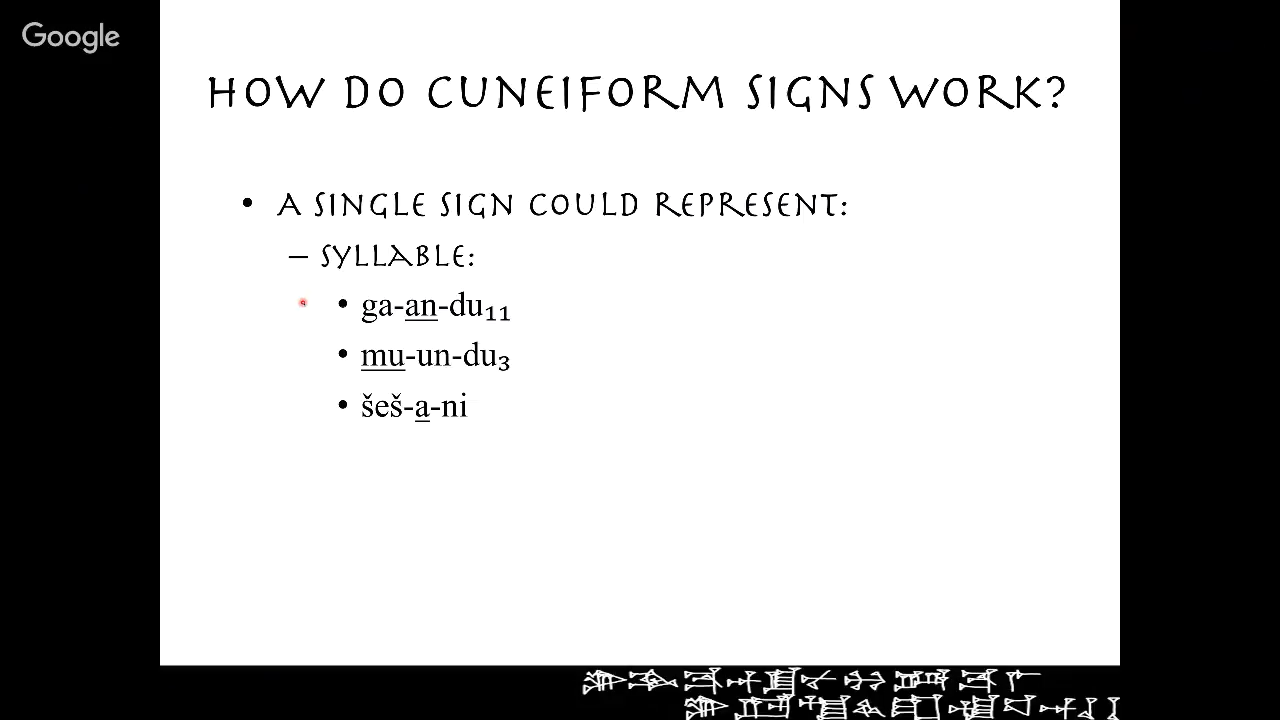 Google
HOW DO CUNEIFORM SIGNS WORK?
• A SINGLE SIGN COULD REPRESENT:
– SYLLABLE:
• ga-an-du₁₁
• mu-un-du₃
• šeš-a-ni